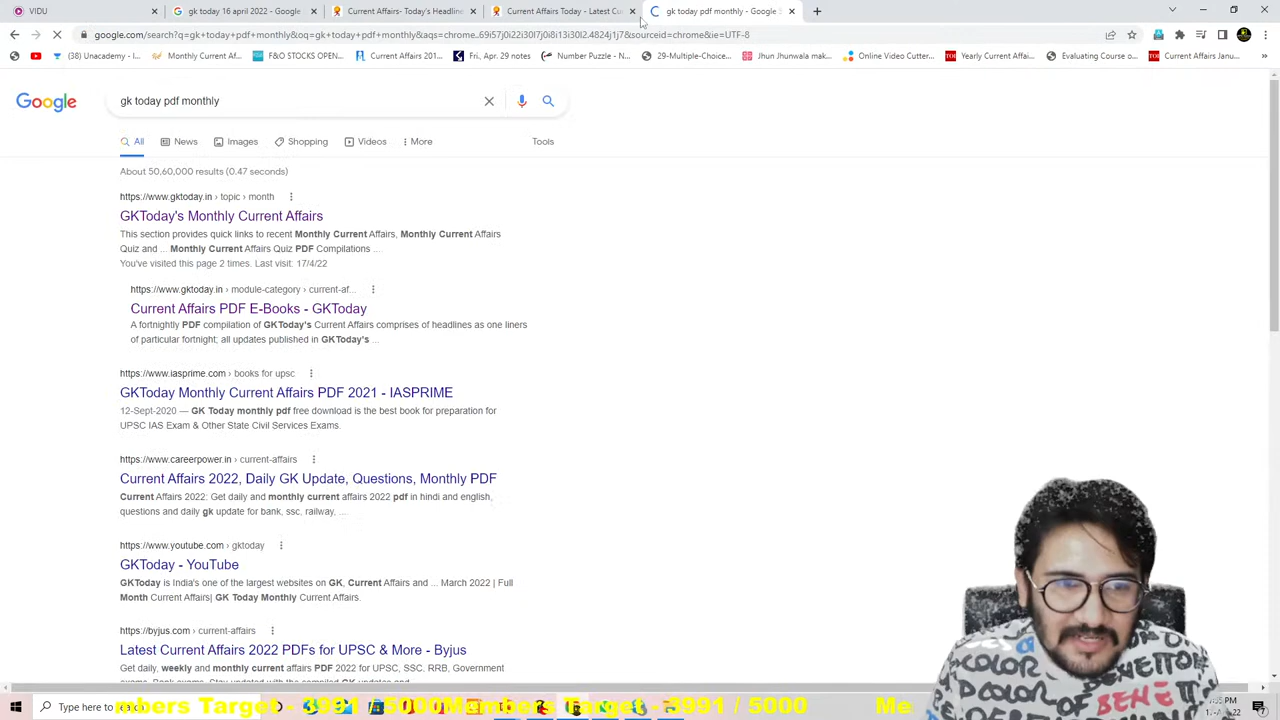 VIDU
gk today 16 april 2022 - Google
Current Affairs- Today's Headline
Current Affairs Today - Latest Cur
gk today pdf monthly - Google S
google.com/search?q=gk+today+pdf+monthly&oq=gk+today+pdf+monthly&aqs=chrome..69i57j0i22i30l7j0i8i13i30l2.4824j1j7&sourceid=chrome&ie=UTF-8
(38) Unacademy - I...
Monthly Current Af...
F&O STOCKS OPEN...
Current Affairs 201...
Fri., Apr. 29 notes
Number Puzzle - N...
29-Multiple-Choice...
Jhun Jhunwala mak...
Online Video Cutter...
Yearly Current Affai...
Evaluating Course o...
Current Affairs Janu...
Google
gk today pdf monthly
All
News
Images
Shopping
Videos
More
Tools
About 50,60,000 results (0.47 seconds)
https://www.gktoday.in › topic › month
GKToday's Monthly Current Affairs
This section provides quick links to recent Monthly Current Affairs, Monthly Current Affairs
Quiz and ... Monthly Current Affairs Quiz PDF Compilations ...
You've visited this page 2 times. Last visit: 17/4/22
https://www.gktoday.in › module-category › current-af...
Current Affairs PDF E-Books - GKToday
A fortnightly PDF compilation of GKToday's Current Affairs comprises of headlines as one liners
of particular fortnight; all updates published in GKToday's ...
https://www.iasprime.com › books for upsc
GKToday Monthly Current Affairs PDF 2021 - IASPRIME
12-Sept-2020 — GK Today monthly pdf free download is the best book for preparation for
UPSC IAS Exam & Other State Civil Services Exams.
https://www.careerpower.in › current-affairs
Current Affairs 2022, Daily GK Update, Questions, Monthly PDF
Current Affairs 2022: Get daily and monthly current affairs 2022 pdf in hindi and english,
questions and daily gk update for bank, ssc, railway, ...
https://www.youtube.com › gktoday
GKToday - YouTube
GKToday is India's one of the largest websites on GK, Current Affairs and ... March 2022 | Full
Month Current Affairs| GK Today Monthly Current Affairs.
https://byjus.com › current-affairs
Latest Current Affairs 2022 PDFs for UPSC & More - Byjus
Get daily, weekly and monthly current affairs PDF 2022 for UPSC, SSC, RRB, Government
Type here to
mbers Target - 3991 / 5000Members Target - 3991 / 5000
Me
COLOR
COLOR OF
OF BENE